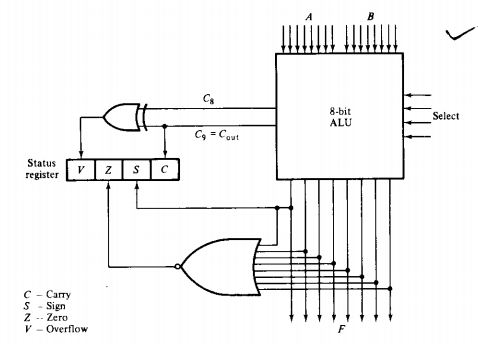 A B
C₈
8-bit
ALU
Select
C₉ = Cout
Status
register
V Z S C
C – Carry
S – Sign
Z -- Zero
V – Overflow
F